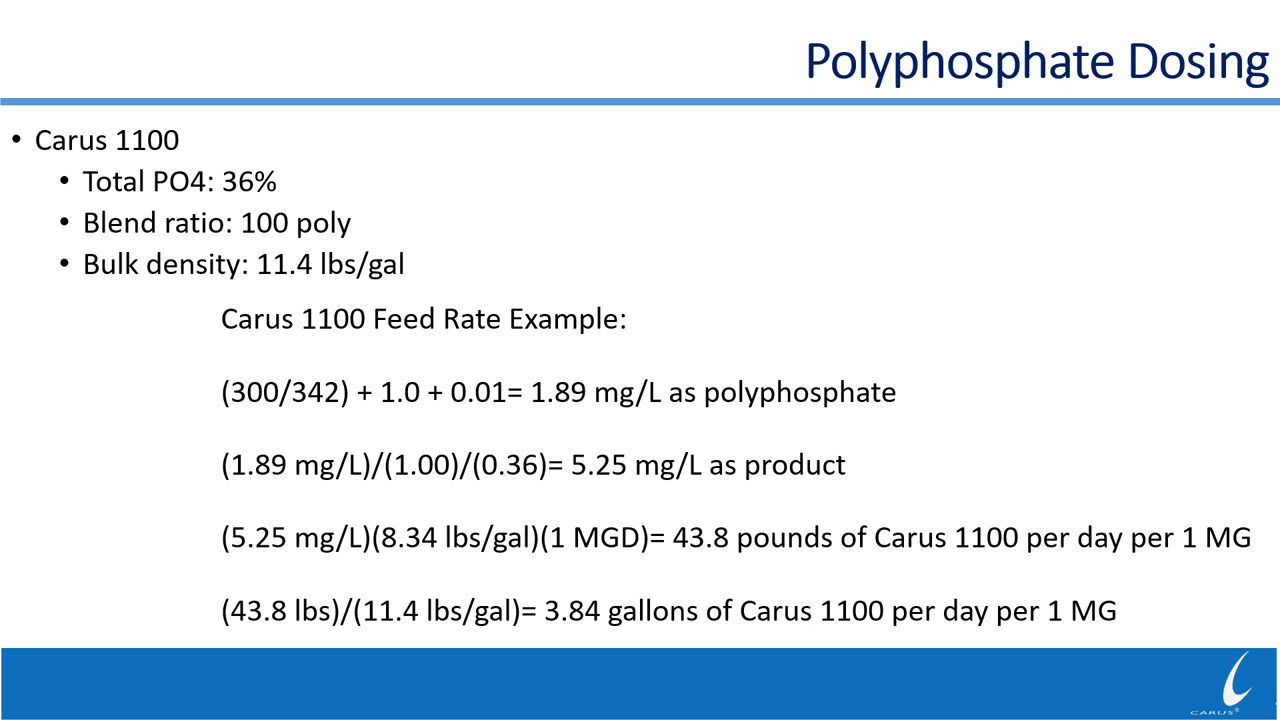 Polyphosphate Dosing
• Carus 1100
• Total PO4: 36%
• Blend ratio: 100 poly
• Bulk density: 11.4 lbs/gal
Carus 1100 Feed Rate Example:
(300/342) + 1.0 + 0.01= 1.89 mg/L as polyphosphate
(1.89 mg/L)/(1.00)/(0.36)= 5.25 mg/L as product
(5.25 mg/L)(8.34 lbs/gal)(1 MGD)= 43.8 pounds of Carus 1100 per day per 1 MG
(43.8 lbs)/(11.4 lbs/gal)= 3.84 gallons of Carus 1100 per day per 1 MG
CARUS®